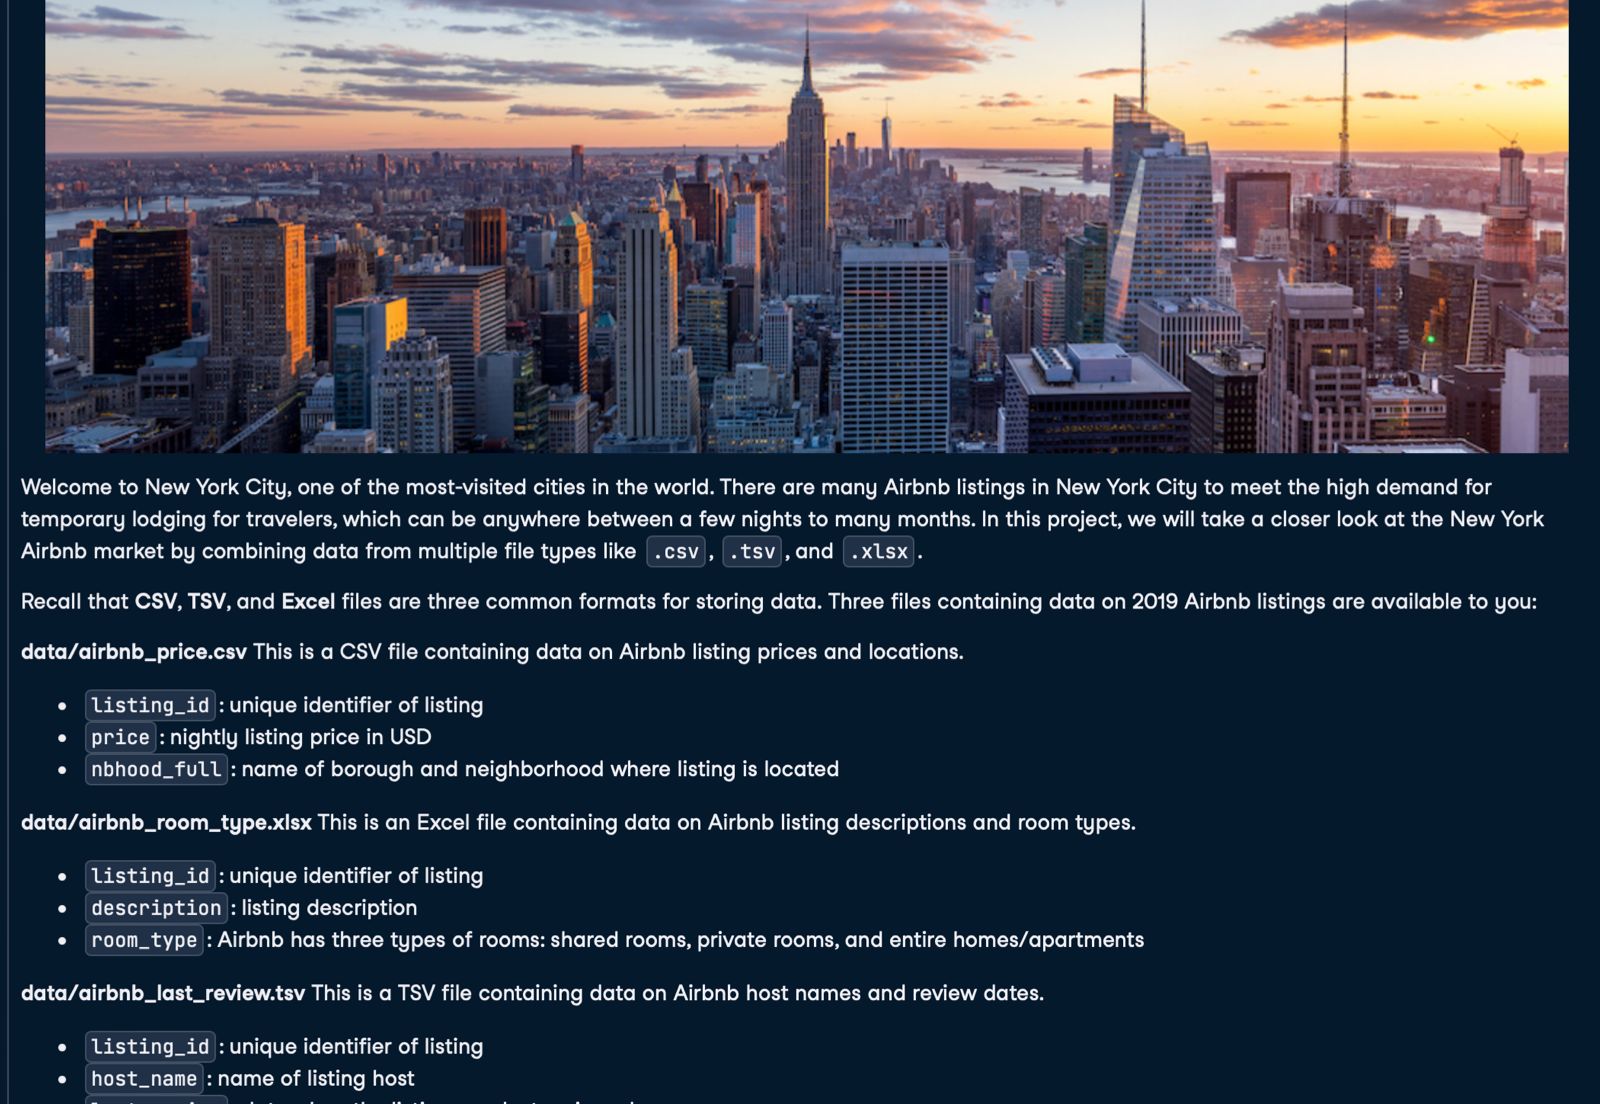 Welcome to New York City, one of the most-visited cities in the world. There are many Airbnb listings in New York City to meet the high demand for
temporary lodging for travelers, which can be anywhere between a few nights to many months. In this project, we will take a closer look at the New York
Airbnb market by combining data from multiple file types like .csv, .tsv, and .xlsx.
Recall that CSV, TSV, and Excel files are three common formats for storing data. Three files containing data on 2019 Airbnb listings are available to you:
data/airbnb_price.csv This is a CSV file containing data on Airbnb listing prices and locations.
• listing_id: unique identifier of listing
• price: nightly listing price in USD
• nbhood_full: name of borough and neighborhood where listing is located
data/airbnb_room_type.xlsx This is an Excel file containing data on Airbnb listing descriptions and room types.
• listing_id: unique identifier of listing
• description: listing description
• room_type: Airbnb has three types of rooms: shared rooms, private rooms, and entire homes/apartments
data/airbnb_last_review.tsv This is a TSV file containing data on Airbnb host names and review dates.
• listing_id: unique identifier of listing
• host_name: name of listing host